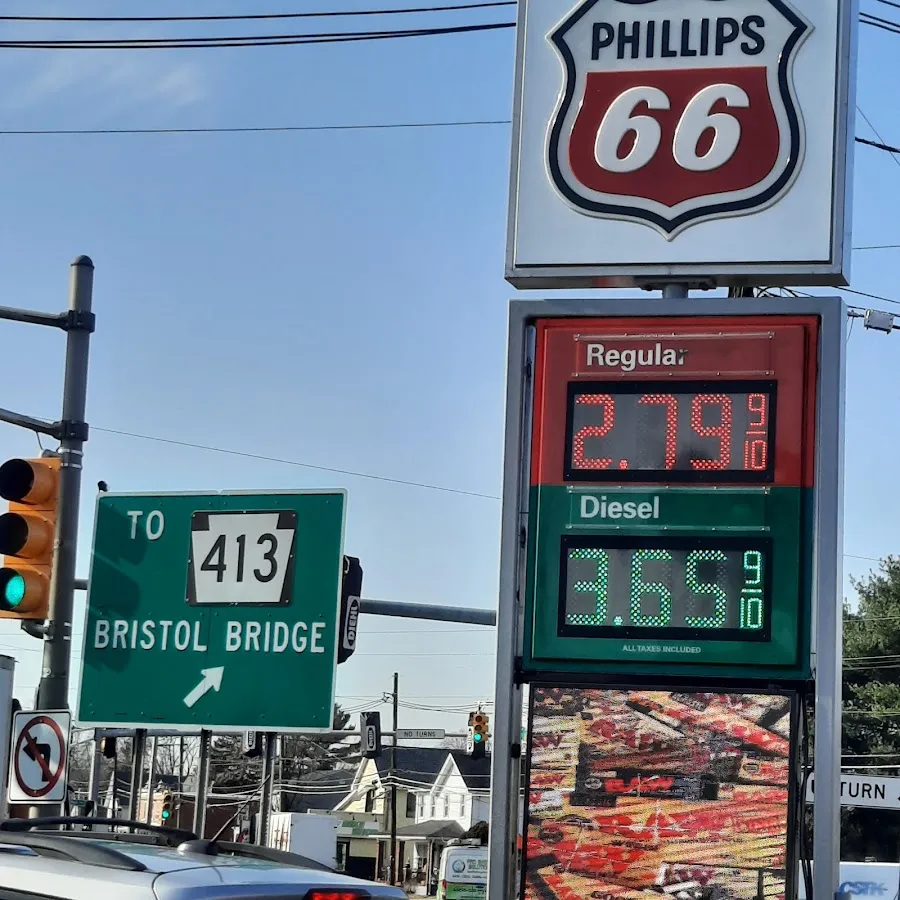 PHILLIPS
66
Regular
2.79 9/10
Diesel
3.65 9/10
ALL TAXES INCLUDED
TO 413
BRISTOL BRIDGE
NO TURNS
TURN